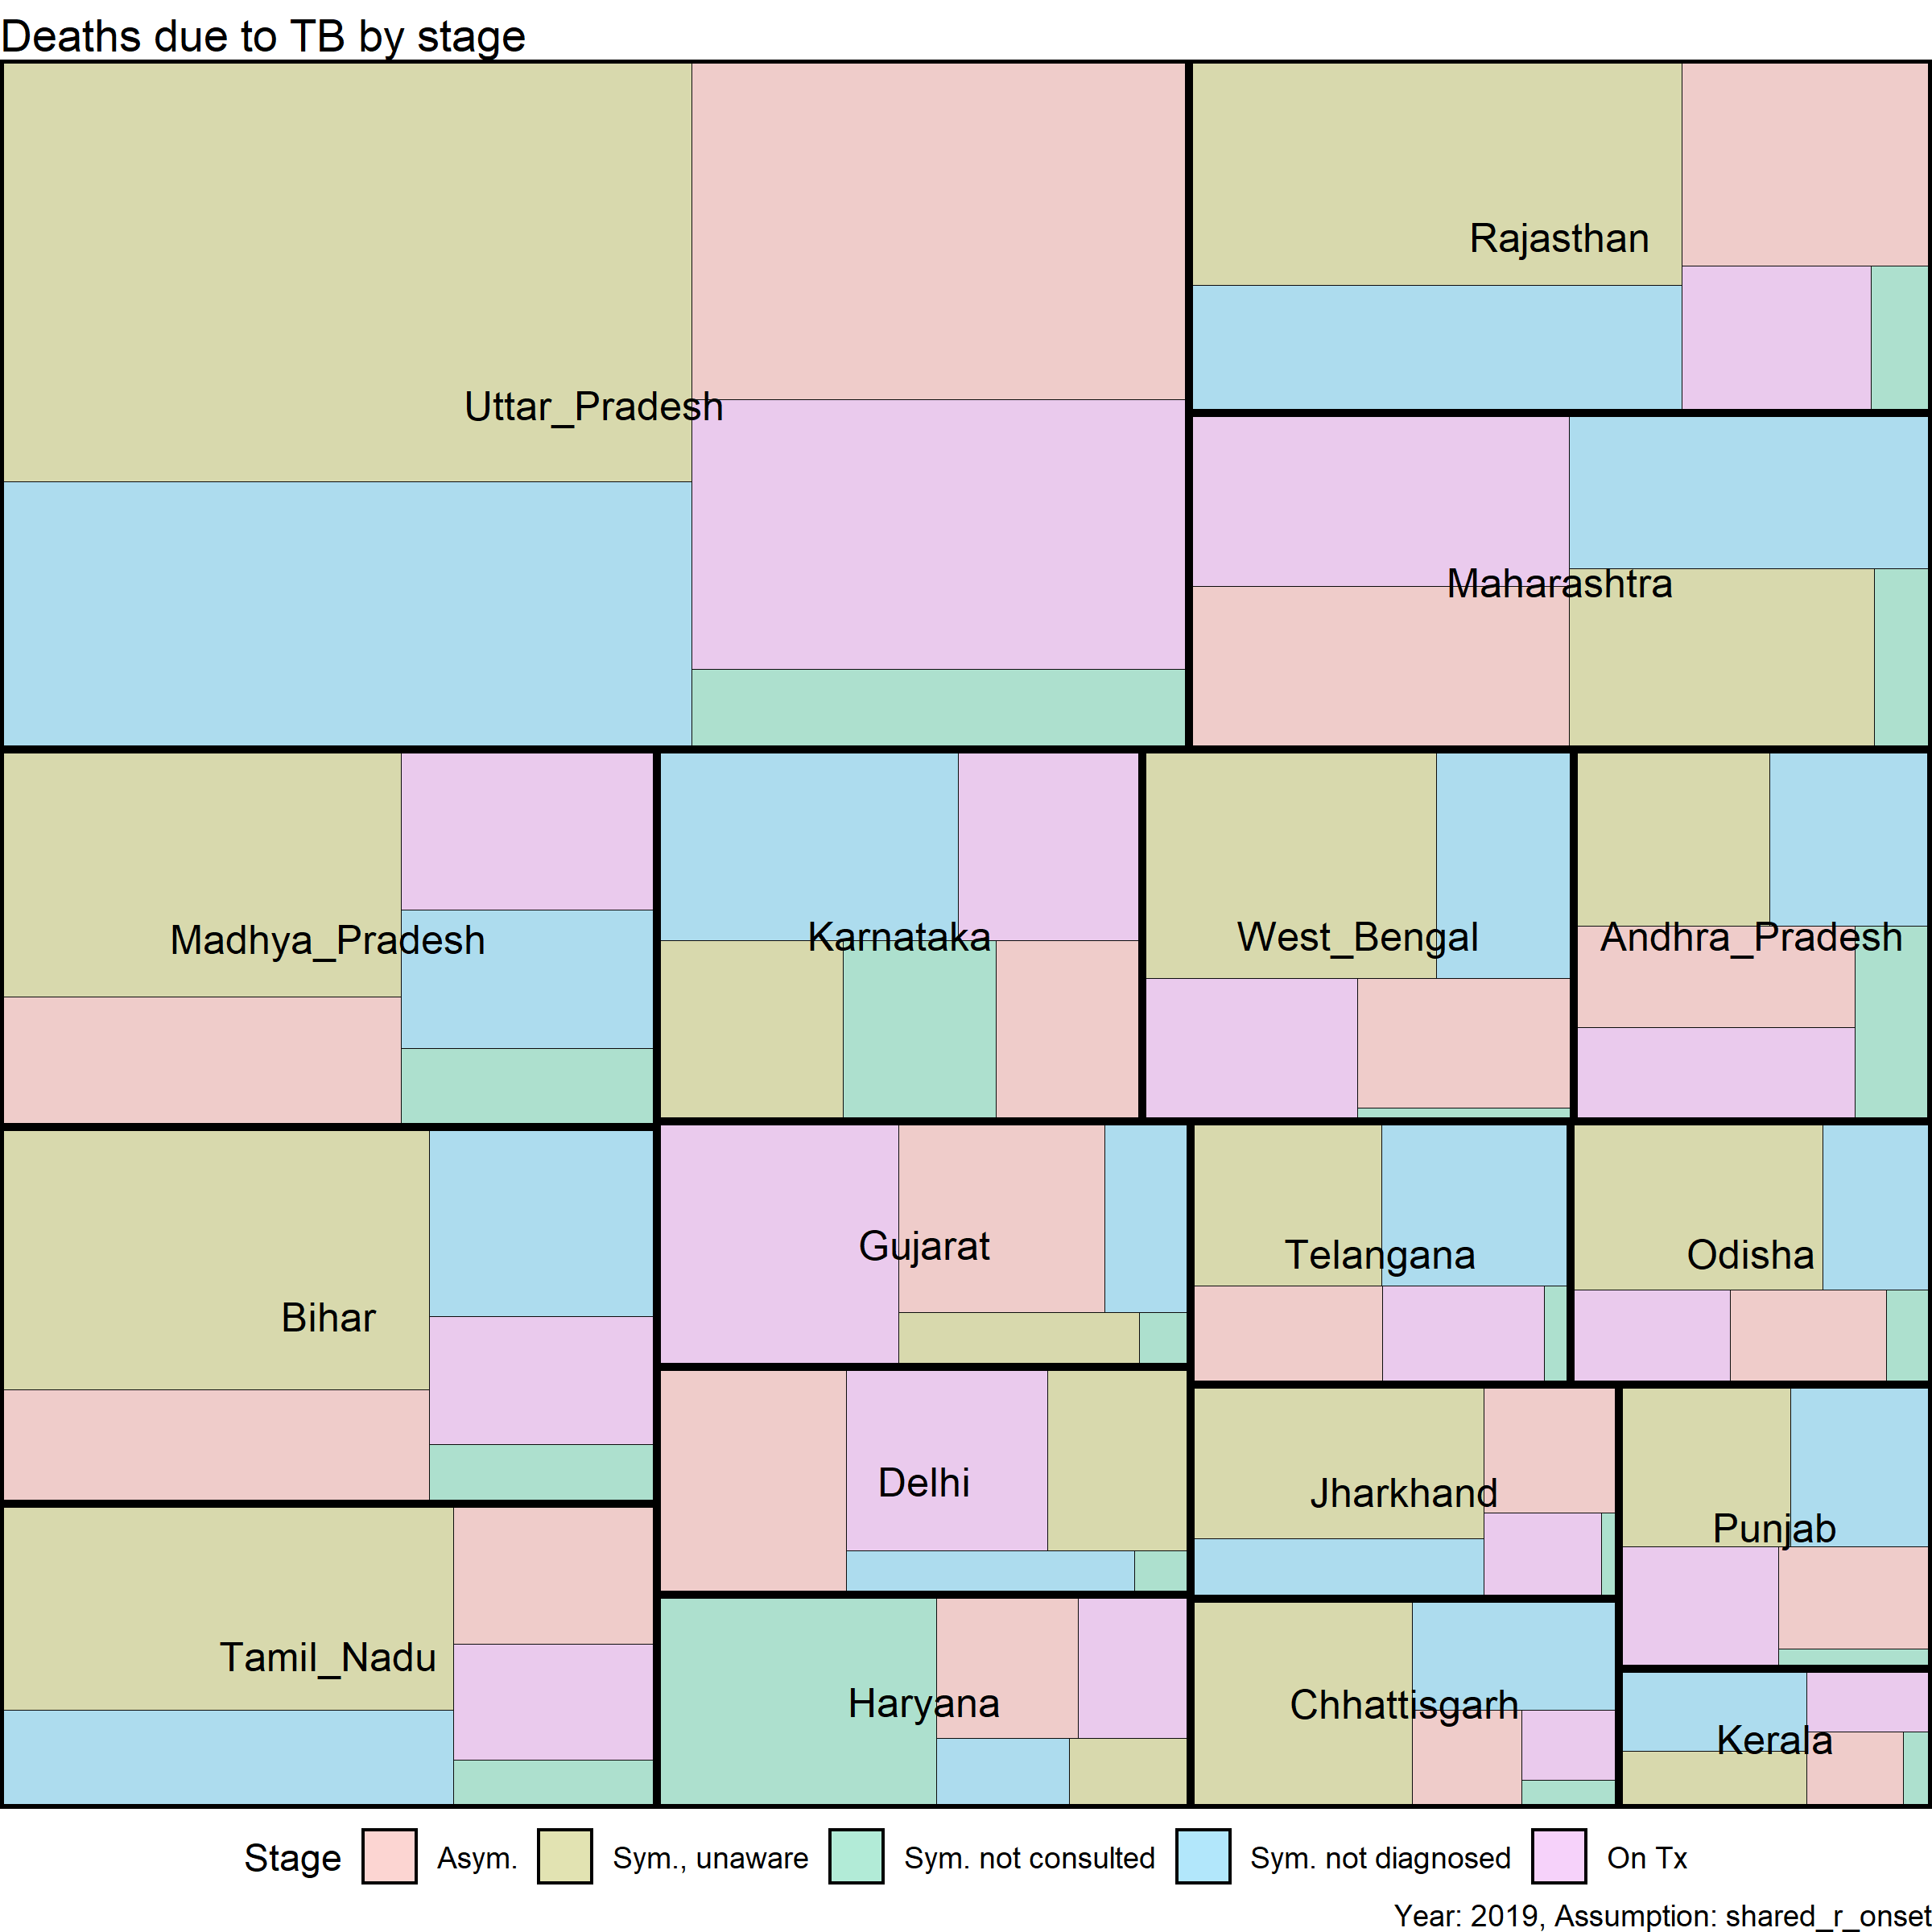 Deaths due to TB by stage
Rajasthan
Uttar_Pradesh
Maharashtra
Madhya_Pradesh
Karnataka
West_Bengal
Andhra_Pradesh
Gujarat
Telangana
Odisha
Bihar
Delhi
Jharkhand
Punjab
Tamil_Nadu
Haryana
Chhattisgarh
Kerala
Stage Asym. Sym., unaware Sym. not consulted Sym. not diagnosed On Tx
Year: 2019, Assumption: shared_r_onset